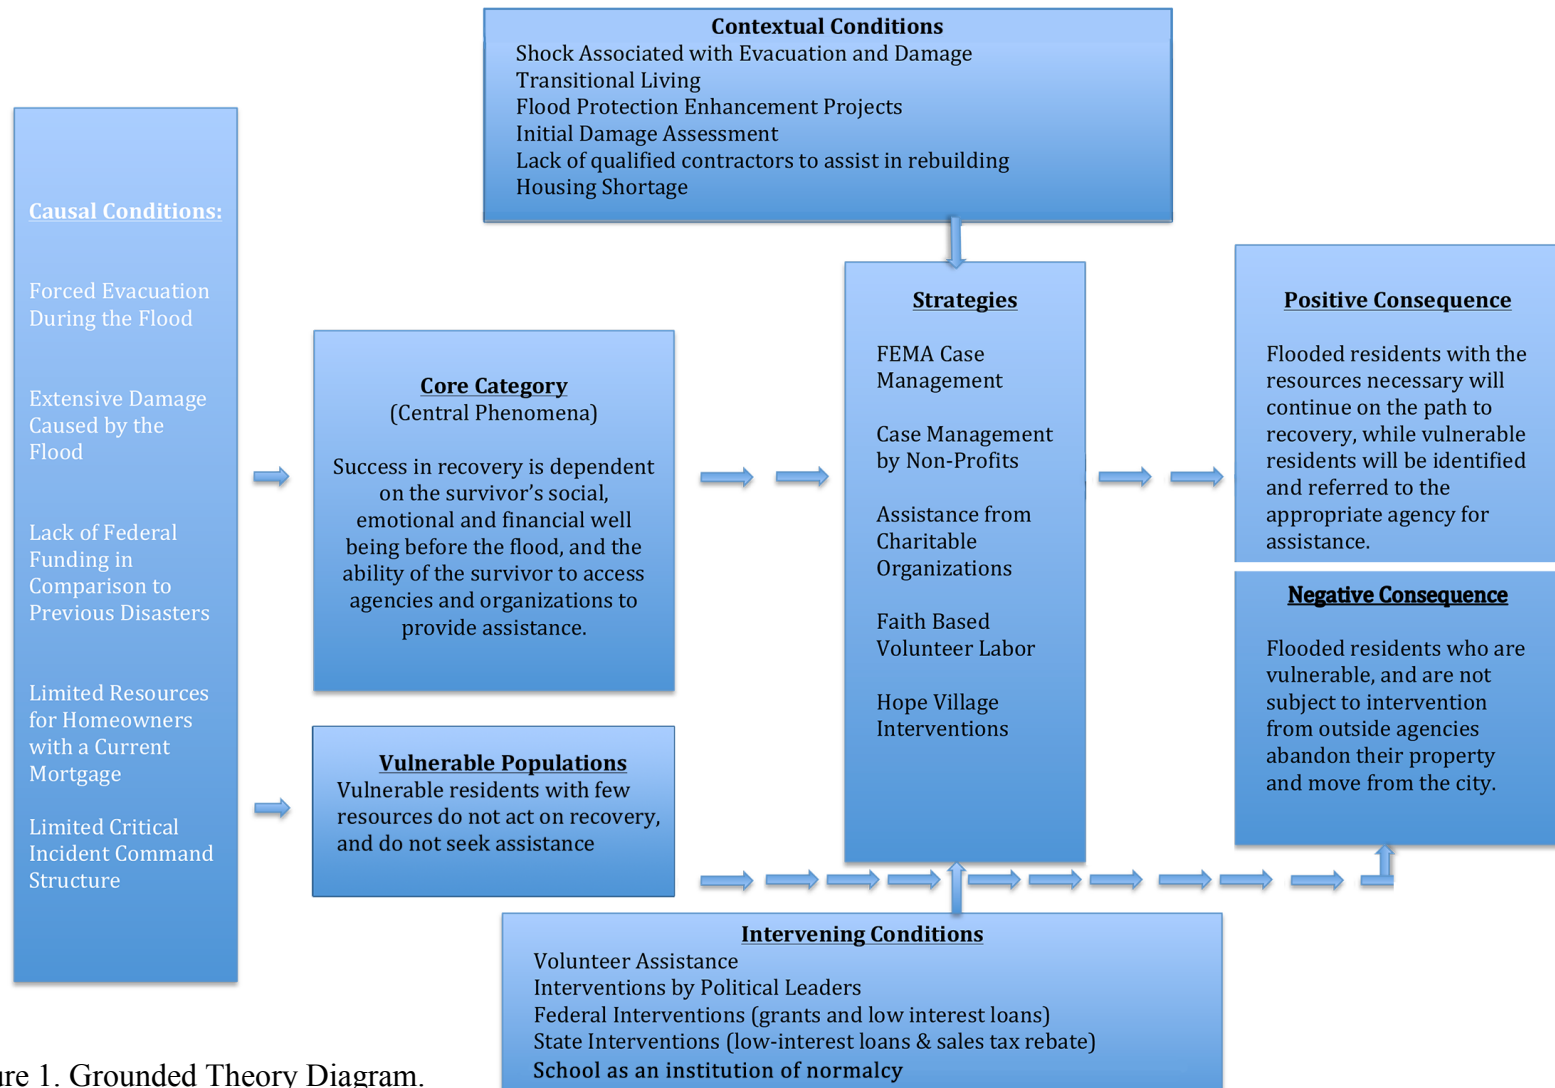 Contextual Conditions
Shock Associated with Evacuation and Damage
Transitional Living
Flood Protection Enhancement Projects
Initial Damage Assessment
Lack of qualified contractors to assist in rebuilding
Housing Shortage
Causal Conditions:
Forced Evacuation
During the Flood
Extensive Damage
Caused by the
Flood
Lack of Federal
Funding in
Comparison to
Previous Disasters
Limited Resources
for Homeowners
with a Current
Mortgage
Limited Critical
Incident Command
Structure
Core Category
(Central Phenomena)
Success in recovery is dependent
on the survivor's social,
emotional and financial well
being before the flood, and the
ability of the survivor to access
agencies and organizations to
provide assistance.
Vulnerable Populations
Vulnerable residents with few
resources do not act on recovery,
and do not seek assistance
Strategies
FEMA Case
Management
Case Management
by Non-Profits
Assistance from
Charitable
Organizations
Faith Based
Volunteer Labor
Hope Village
Interventions
Positive Consequence
Flooded residents with the
resources necessary will
continue on the path to
recovery, while vulnerable
residents will be identified
and referred to the
appropriate agency for
assistance.
Negative Consequence
Flooded residents who are
vulnerable, and are not
subject to intervention
from outside agencies
abandon their property
and move from the city.
Intervening Conditions
Volunteer Assistance
Interventions by Political Leaders
Federal Interventions (grants and low interest loans)
State Interventions (low-interest loans & sales tax rebate)
School as an institution of normalcy
ure 1. Grounded Theory Diagram.